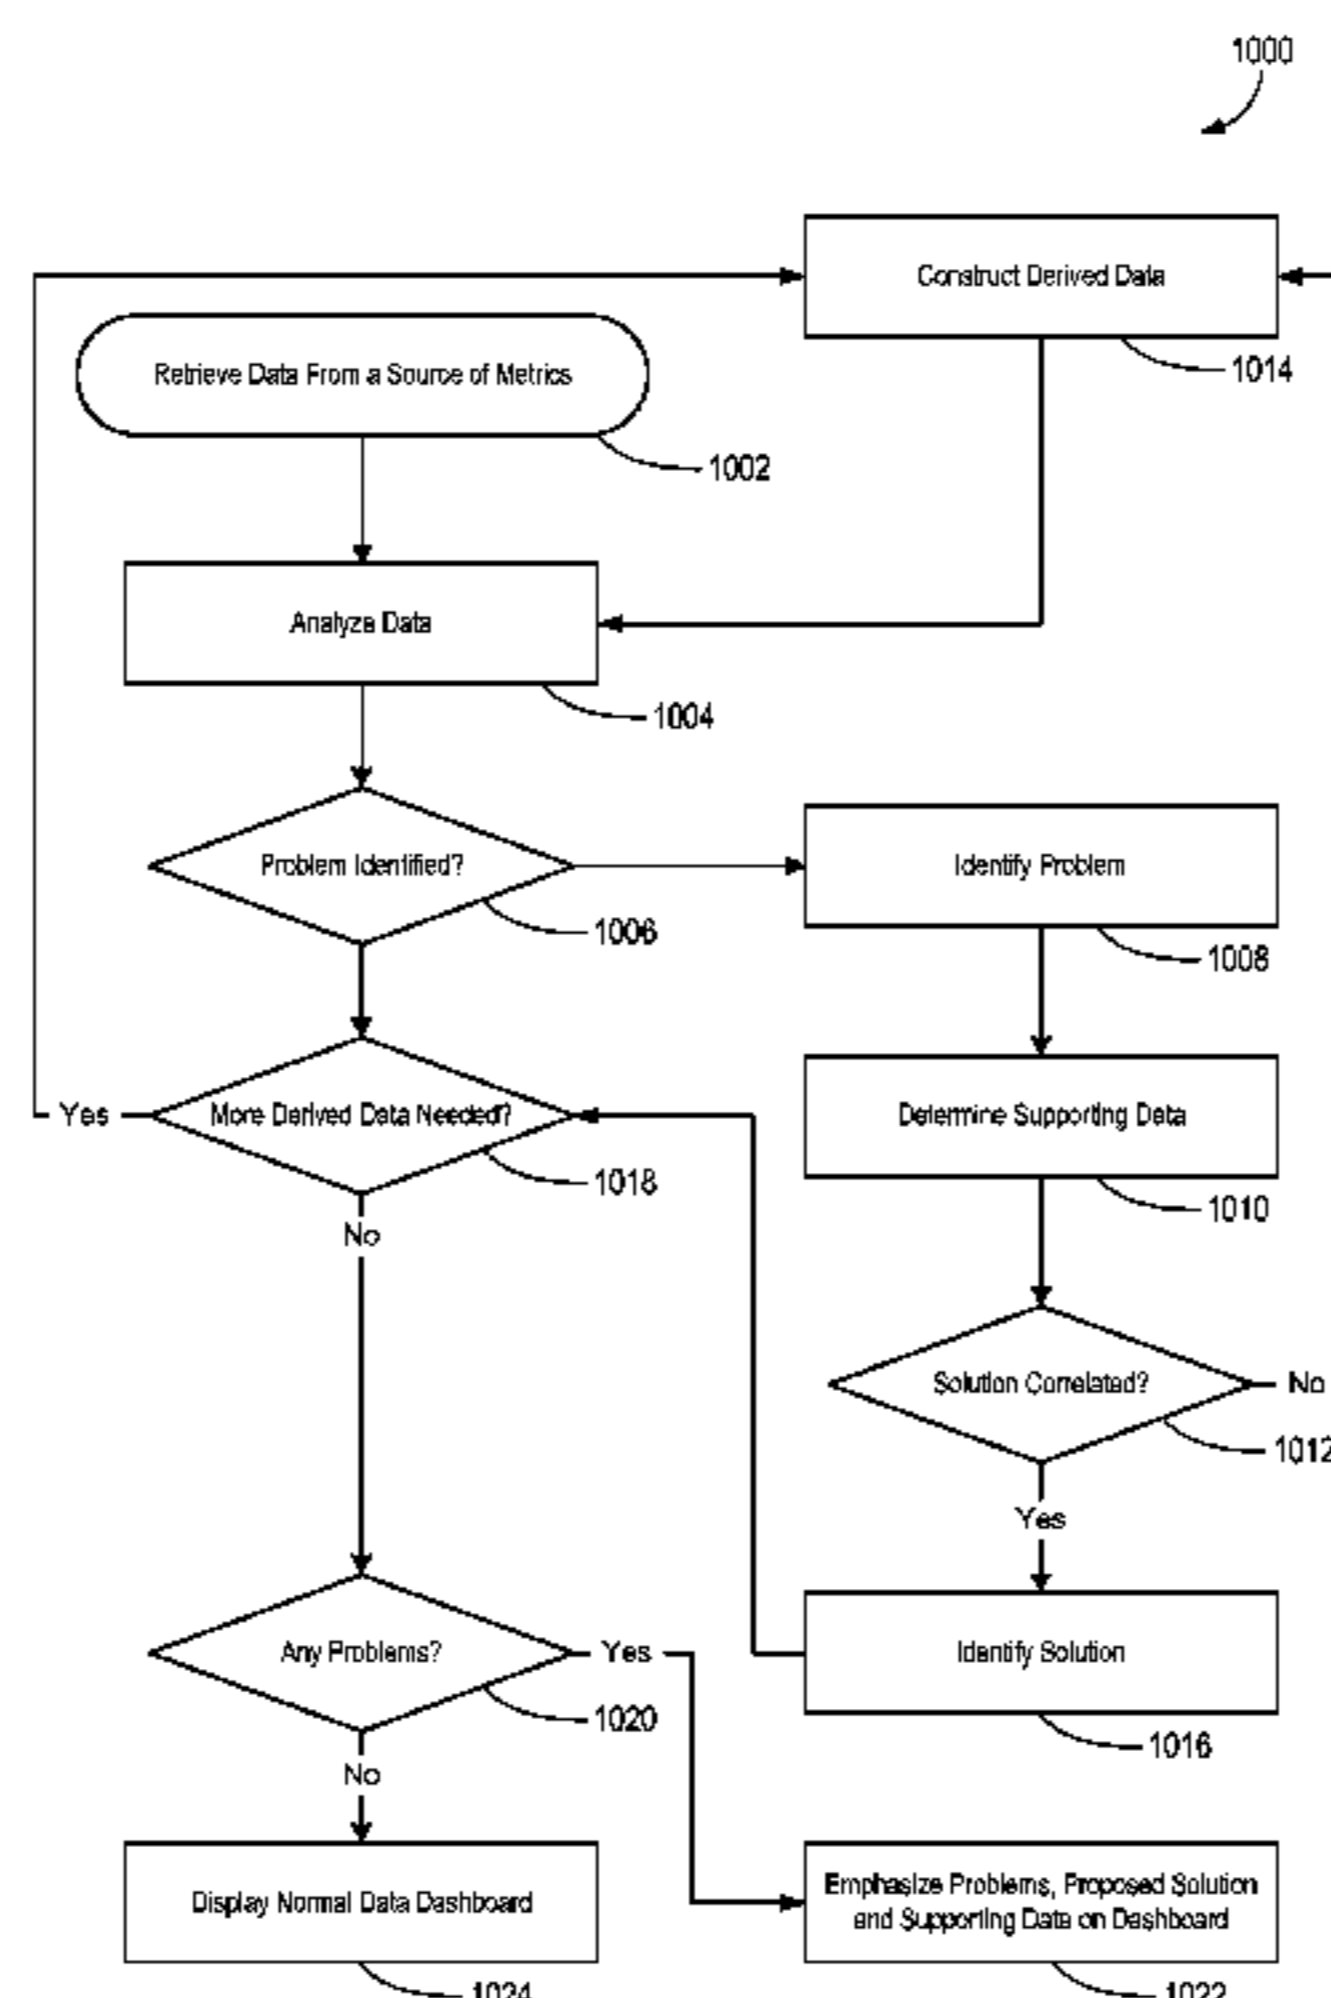 1000
Construct Derived Data
1014
Retrieve Data From a Source of Metrics
1002
Analyze Data
1004
Problem Identified?
1006
Identify Problem
1008
Yes
More Derived Data Needed?
1018
No
Determine Supporting Data
1010
Solution Correlated?
No
1012
Yes
Any Problems?
Yes
1020
No
Identify Solution
1016
Display Normal Data Dashboard
1024
Emphasize Problems, Proposed Solution
and Supporting Data on Dashboard
1022